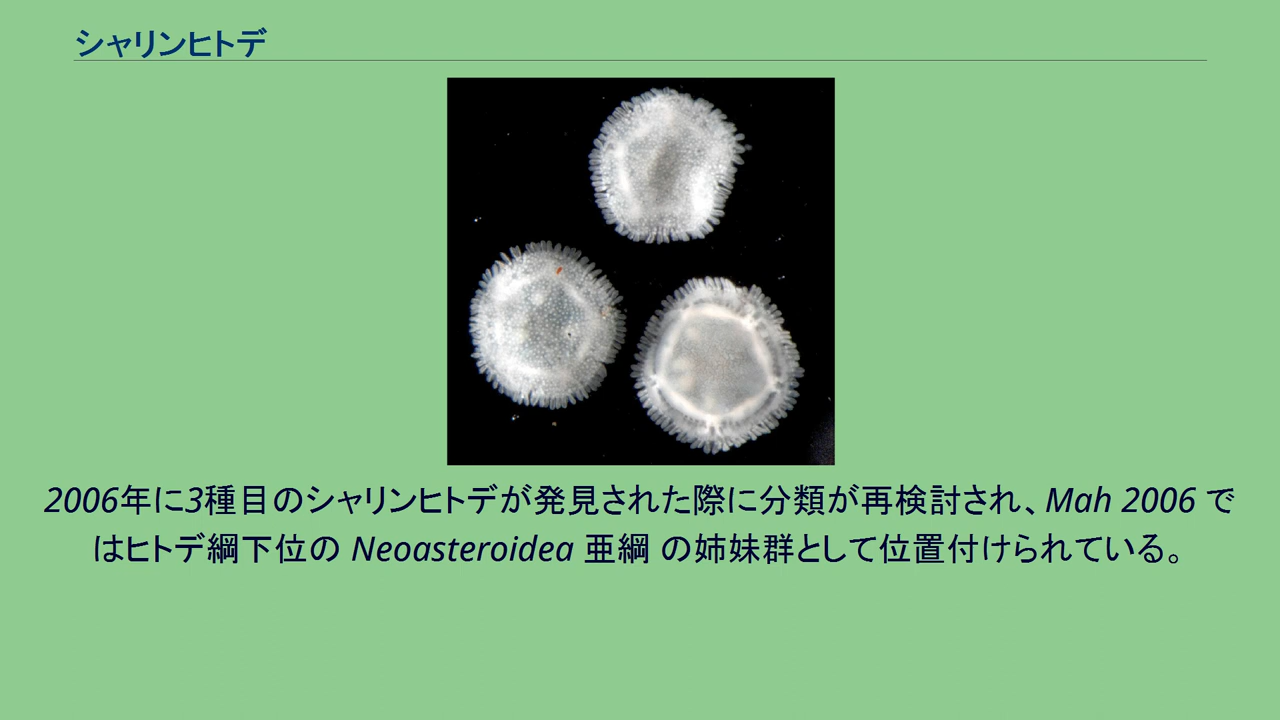 シャリンヒトデ
2006年に3種目のシャリンヒトデが発見された際に分類が再検討され、Mah 2006 で
はヒトデ綱下位の Neoasteroidea 亜綱 の姉妹群として位置付けられている。